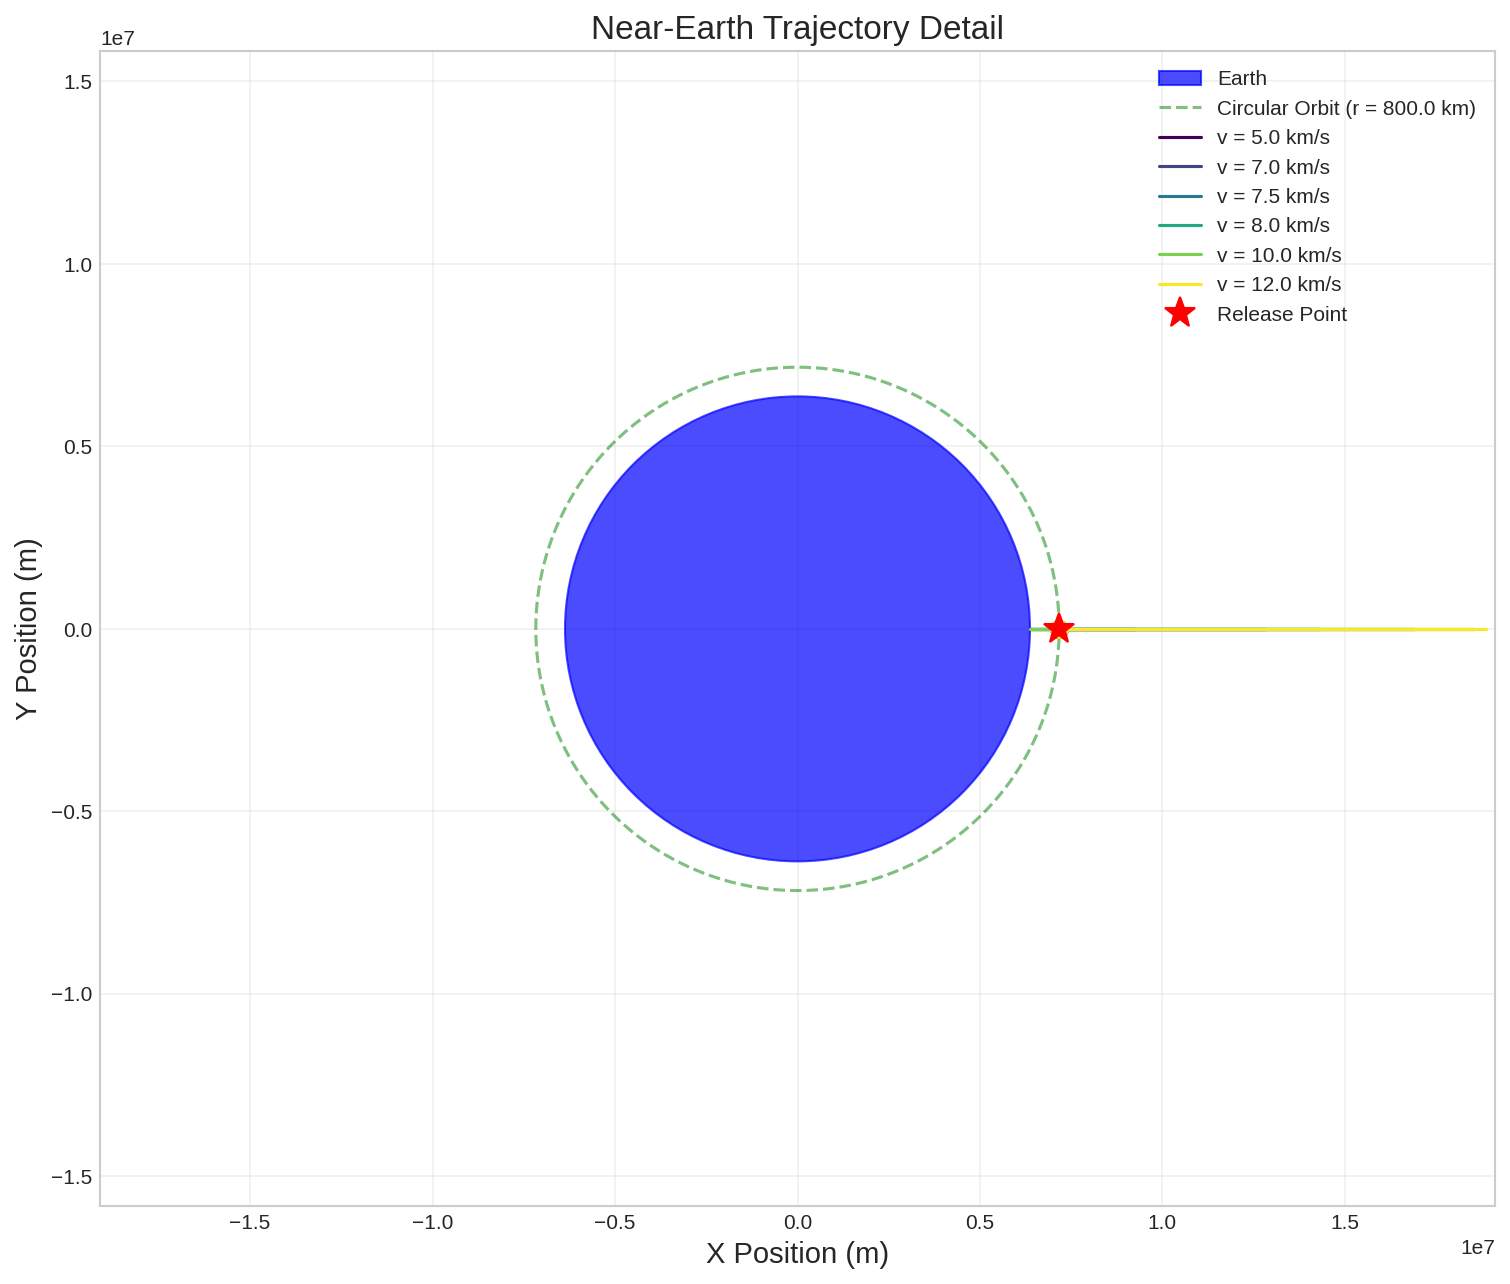 Near-Earth Trajectory Detail
1e7
Earth
Circular Orbit (r = 800.0 km)
v = 5.0 km/s
v = 7.0 km/s
v = 7.5 km/s
v = 8.0 km/s
v = 10.0 km/s
v = 12.0 km/s
Release Point
1.5
1.0
0.5
0.0
−0.5
−1.0
−1.5
Y Position (m)
−1.5
−1.0
−0.5
0.0
0.5
1.0
1.5
1e7
X Position (m)